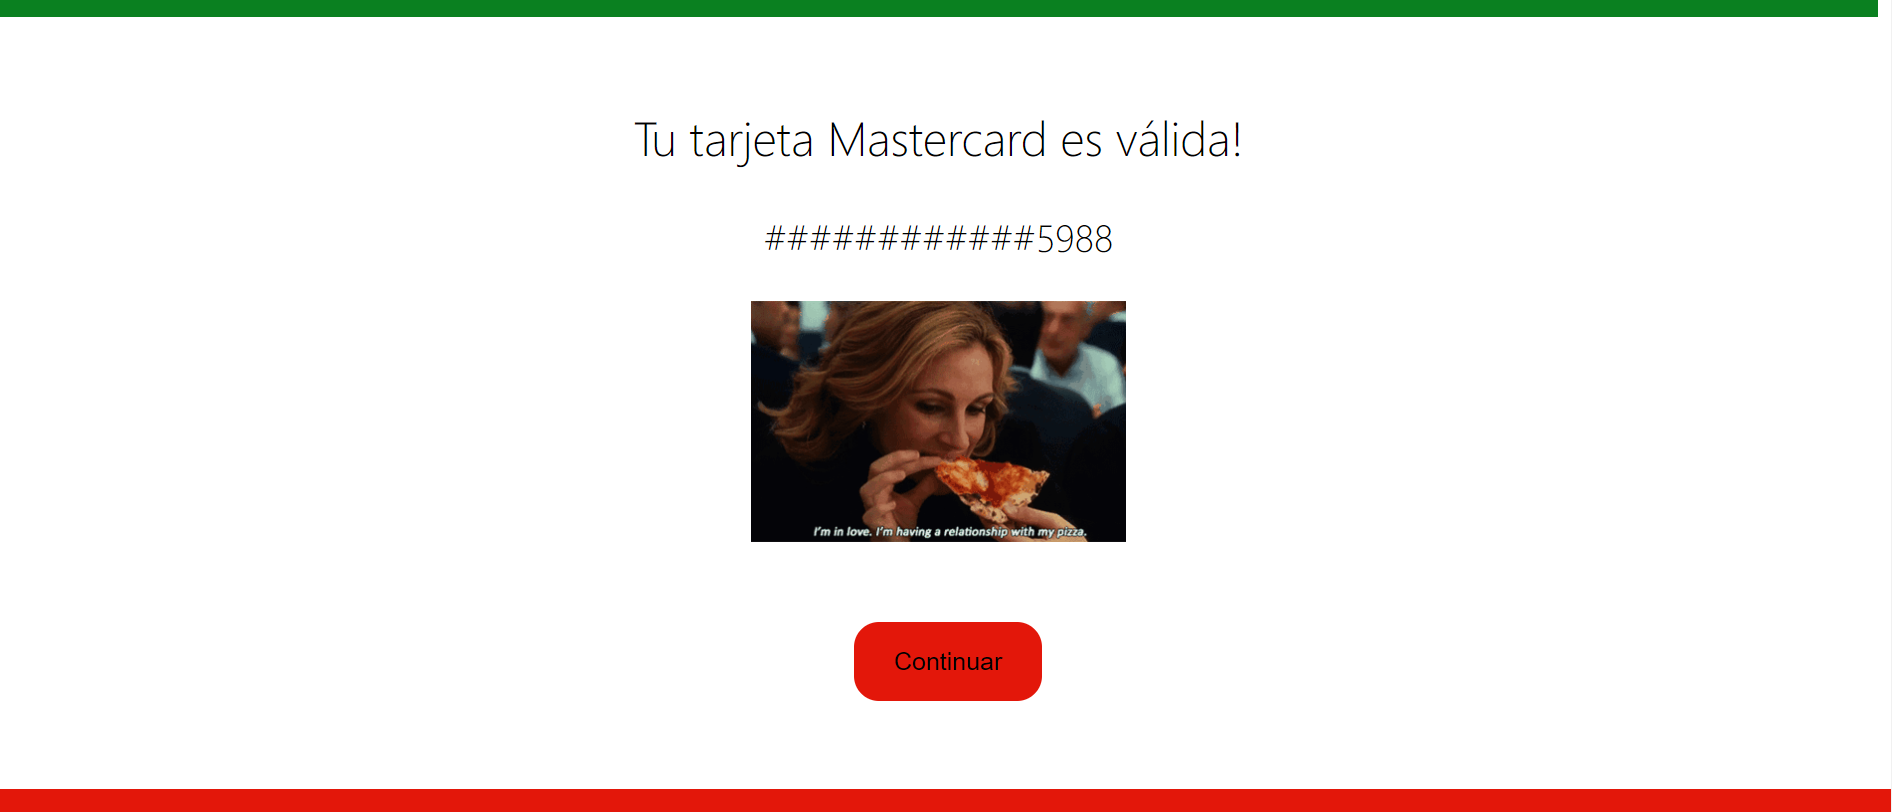 Tu tarjeta Mastercard es válida!
############5988
I'm in love. I'm having a relationship with my pizza.
Continuar